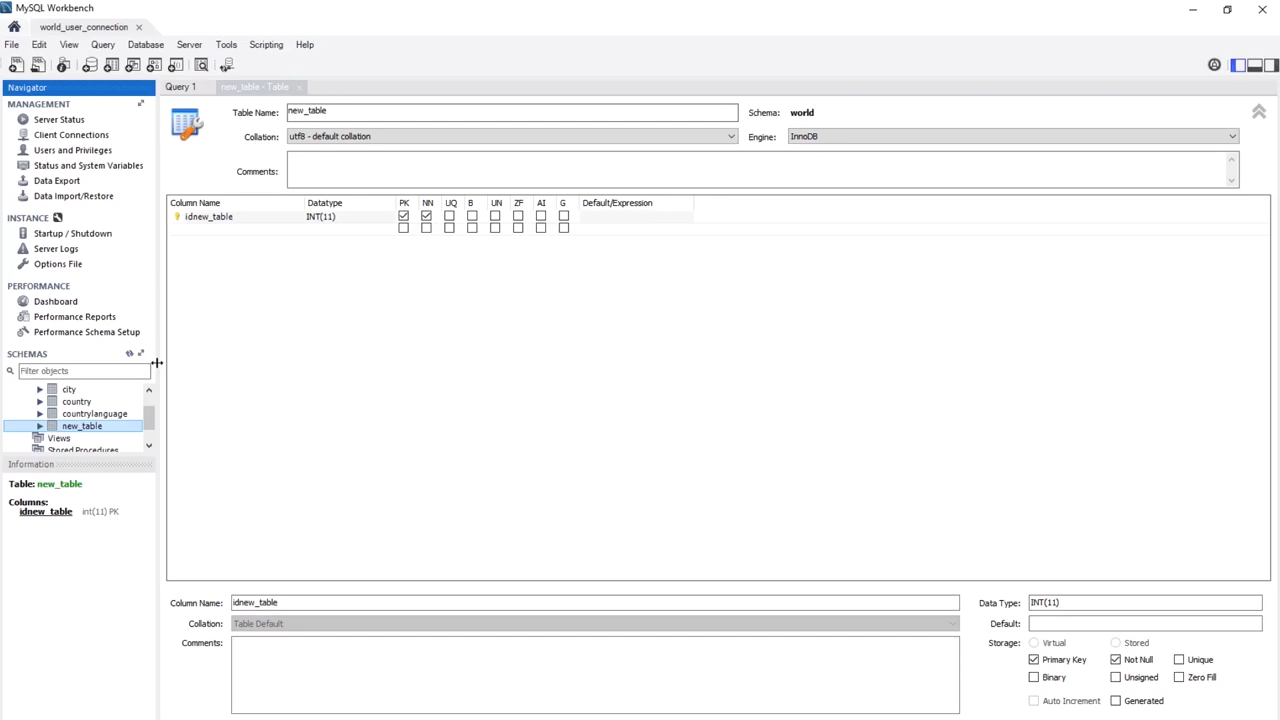 MySQL Workbench
world_user_connection
File Edit View Query Database Server Tools Scripting Help
Navigator
MANAGEMENT
Server Status
Client Connections
Users and Privileges
Status and System Variables
Data Export
Data Import/Restore
INSTANCE
Startup / Shutdown
Server Logs
Options File
PERFORMANCE
Dashboard
Performance Reports
Performance Schema Setup
SCHEMAS
Filter objects
city
country
countrylanguage
new_table
Views
Stored Procedures
Information
Table: new_table
Columns:
idnew_table int(11) PK
Query 1 new_table - Table
Table Name: new_table Schema: world
Collation: utf8 - default collation Engine: InnoDB
Comments:
Column Name Datatype PK NN UQ B UN ZF AI G Default/Expression
idnew_table INT(11)
Column Name: idnew_table Data Type: INT(11)
Collation: Table Default Default:
Comments: Storage: Virtual Stored
Primary Key Not Null Unique
Binary Unsigned Zero Fill
Auto Increment Generated